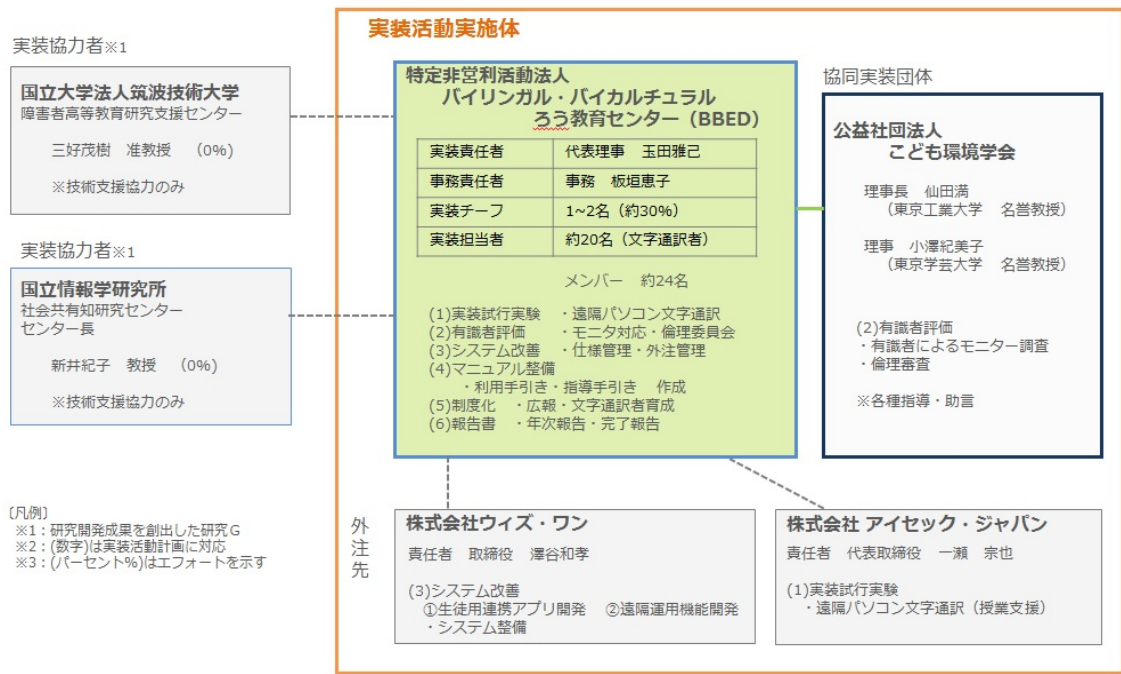 実装協力者※1
国立大学法人筑波技術大学
障害者高等教育研究支援センター
三好茂樹 准教授 (0%)
※技術支援協力のみ
実装協力者※1
国立情報学研究所
社会共有知研究センター
センター長
新井紀子 教授 (0%)
※技術支援協力のみ
〔凡例〕
※1：研究開発成果を創出した研究G
※2：(数字)は実装活動計画に対応
※3：(パーセント%)はエフォートを示す
実装活動実施体
特定非営利活動法人
バイリンガル・バイカルチュラル
ろう教育センター（BBED）
実装責任者 代表理事 玉田雅己
事務責任者 事務 板垣恵子
実装チーフ 1~2名（約30%）
実装担当者 約20名（文字通訳者）
メンバー 約24名
(1)実装試行実験 ・遠隔パソコン文字通訳
(2)有識者評価 ・モニタ対応・倫理委員会
(3)システム改善 ・仕様管理・外注管理
(4)マニュアル整備
・利用手引き・指導手引き 作成
(5)制度化 ・広報・文字通訳者育成
(6)報告書 ・年次報告・完了報告
協同実装団体
公益社団法人
こども環境学会
理事長 仙田満
（東京工業大学 名誉教授）
理事 小澤紀美子
（東京学芸大学 名誉教授）
(2)有識者評価
・有識者によるモニター調査
・倫理審査
※各種指導・助言
外注先
株式会社ウィズ・ワン
責任者 取締役 澤谷和孝
(3)システム改善
①生徒用連携アプリ開発 ②遠隔運用機能開発
・システム整備
株式会社 アイセック・ジャパン
責任者 代表取締役 一瀬 宗也
(1)実装試行実験
・遠隔パソコン文字通訳（授業支援）